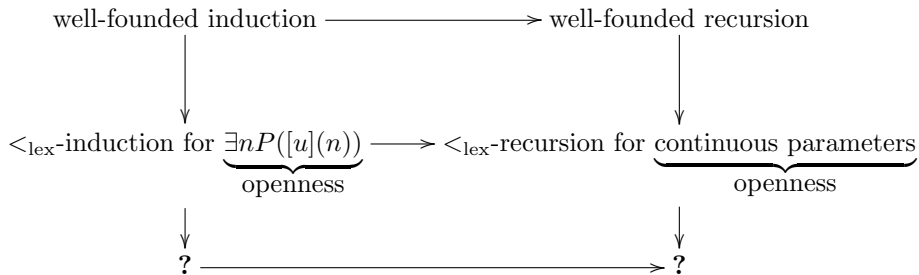 well-founded induction well-founded recursion
<lex-induction for ∃nP([u](n)) <lex-recursion for continuous parameters
openness openness
? ?